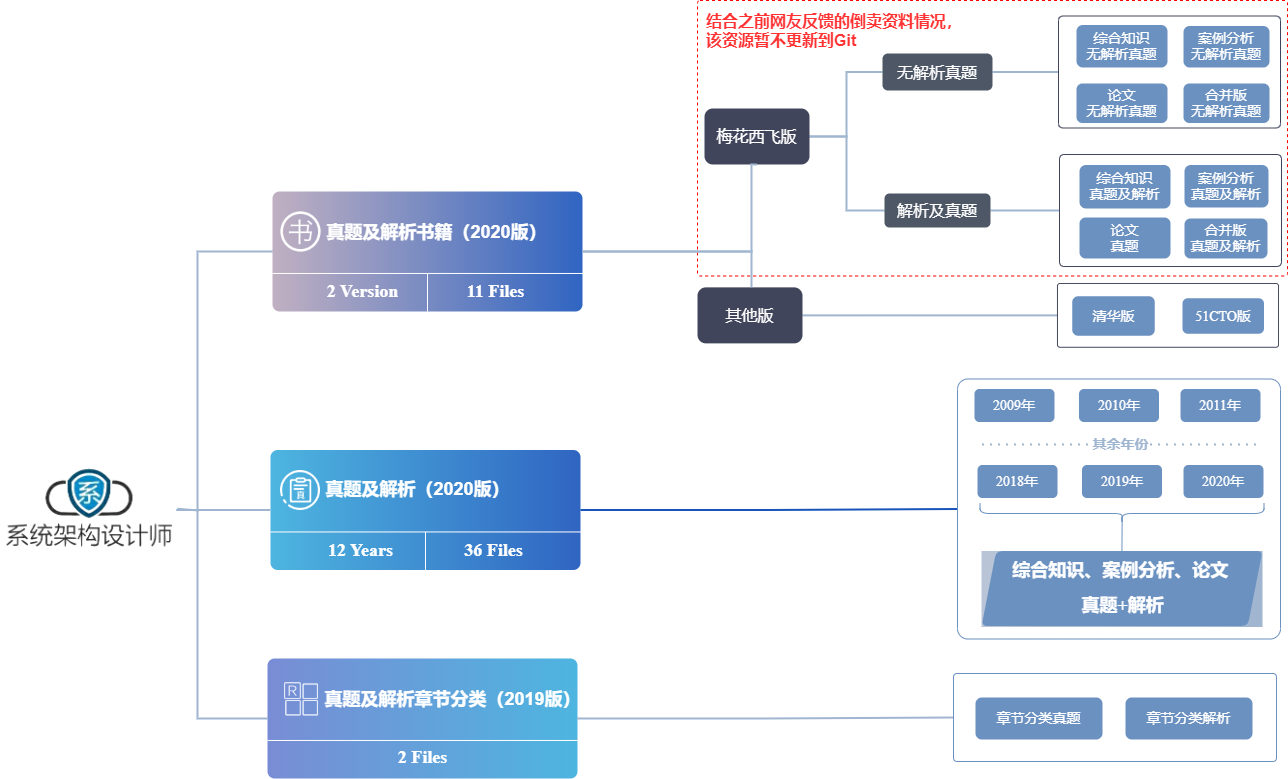 结合之前网友反馈的倒卖资料情况，
该资源暂不更新到Git
梅花西飞版
无解析真题
综合知识
无解析真题
案例分析
无解析真题
论文
无解析真题
合并版
无解析真题
解析及真题
综合知识
真题及解析
案例分析
真题及解析
论文
真题
合并版
真题及解析
书
真题及解析书籍（2020版）
2 Version
11 Files
其他版
清华版
51CTO版
系
系统架构设计师
真
真题及解析（2020版）
12 Years
36 Files
2009年
2010年
2011年
其余年份
2018年
2019年
2020年
综合知识、案例分析、论文
真题+解析
R
真题及解析章节分类（2019版）
2 Files
章节分类真题
章节分类解析